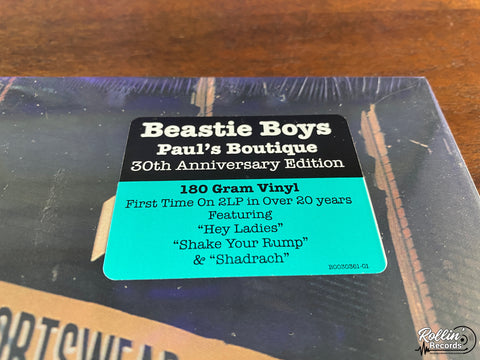 Beastie Boys
Paul's Boutique
30th Anniversary Edition
180 Gram Vinyl
First Time On 2LP in Over 20 years
Featuring
"Hey Ladies"
"Shake Your Rump"
& "Shadrach"
B0030361-01
ORTSWEA
Rollin'
Records